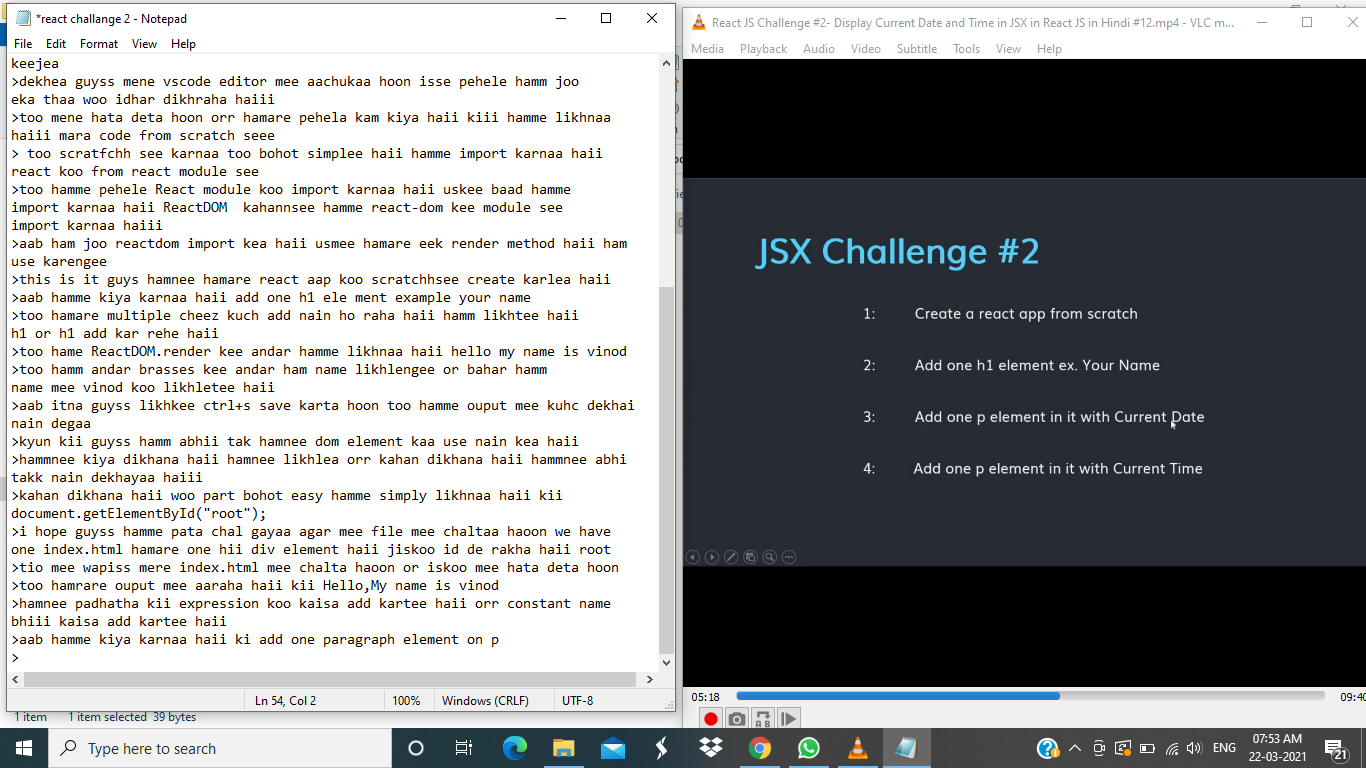 *react challange 2 - Notepad
File Edit Format View Help
keejea
>dekhea guyss mene vscode editor mee aachukaa hoon isse pehele hamm joo
eka thaa woo idhar dikhraha haiii
>too mene hata deta hoon orr hamare pehela kam kiya haii kiii hamme likhnaa
haiii mara code from scratch seee
> too scratfchh see karnaa too bohot simplee haii hamme import karnaa haii
react koo from react module see
>too hamme pehele React module koo import karnaa haii uskee baad hamme
import karnaa haii ReactDOM  kahannsee hamme react-dom kee module see
import karnaa haiii
>aab ham joo reactdom import kea haii usmee hamare eek render method haii ham
use karengee
>this is it guys hamnee hamare react aap koo scratchhsee create karlea haii
>aab hamme kiya karnaa haii add one h1 ele ment example your name
>too hamare multiple cheez kuch add nain ho raha haii hamm likhtee haii
h1 or h1 add kar rehe haii
>too hame ReactDOM.render kee andar hamme likhnaa haii hello my name is vinod
>too hamm andar brasses kee andar ham name likhlengee or bahar hamm
name mee vinod koo likhletee haii
>aab itna guyss likhkee ctrl+s save karta hoon too hamme ouput mee kuhc dekhai
nain degaa
>kyun kii guyss hamm abhii tak hamnee dom element kaa use nain kea haii
>hammnee kiya dikhana haii hamnee likhlea orr kahan dikhana haii hammnee abhi
takk nain dekhayaa haiii
>kahan dikhana haii woo part bohot easy hamme simply likhnaa haii kii
document.getElementById("root");
>i hope guyss hamme pata chal gayaa agar mee file mee chaltaa haoon we have
one index.html hamare one hii div element haii jiskoo id de rakha haii root
>tio mee wapiss mere index.html mee chalta haoon or iskoo mee hata deta hoon
>too hamrare ouput mee aaraha haii kii Hello,My name is vinod
>hamnee padhatha kii expression koo kaisa add kartee haii orr constant name
bhiii kaisa add kartee haii
>aab hamme kiya karnaa haii ki add one paragraph element on p
>
Ln 54, Col 2 100% Windows (CRLF) UTF-8
1 item 1 item selected 39 bytes
React JS Challenge #2- Display Current Date and Time in JSX in React JS in Hindi #12.mp4 - VLC m...
Media Playback Audio Video Subtitle Tools View Help
JSX Challenge #2
1: Create a react app from scratch
2: Add one h1 element ex. Your Name
3: Add one p element in it with Current Date
4: Add one p element in it with Current Time
05:18 09:40
Type here to search
ENG
07:53 AM
22-03-2021
21